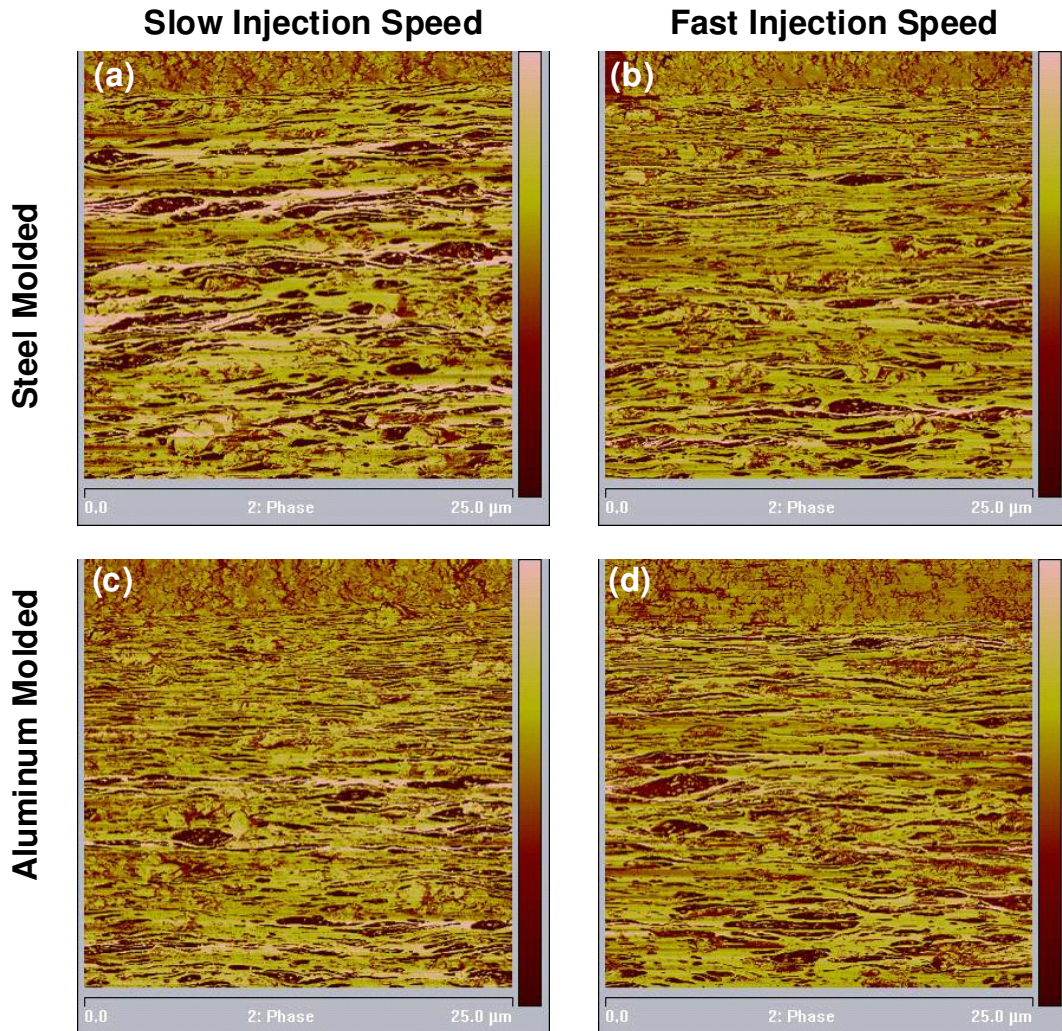 Slow Injection Speed
Fast Injection Speed
Steel Molded
(a)
(b)
0.0 2: Phase 25.0 µm
0.0 2: Phase 25.0 µm
Aluminum Molded
(c)
(d)
0.0 2: Phase 25.0 µm
0.0 2: Phase 25.0 µm